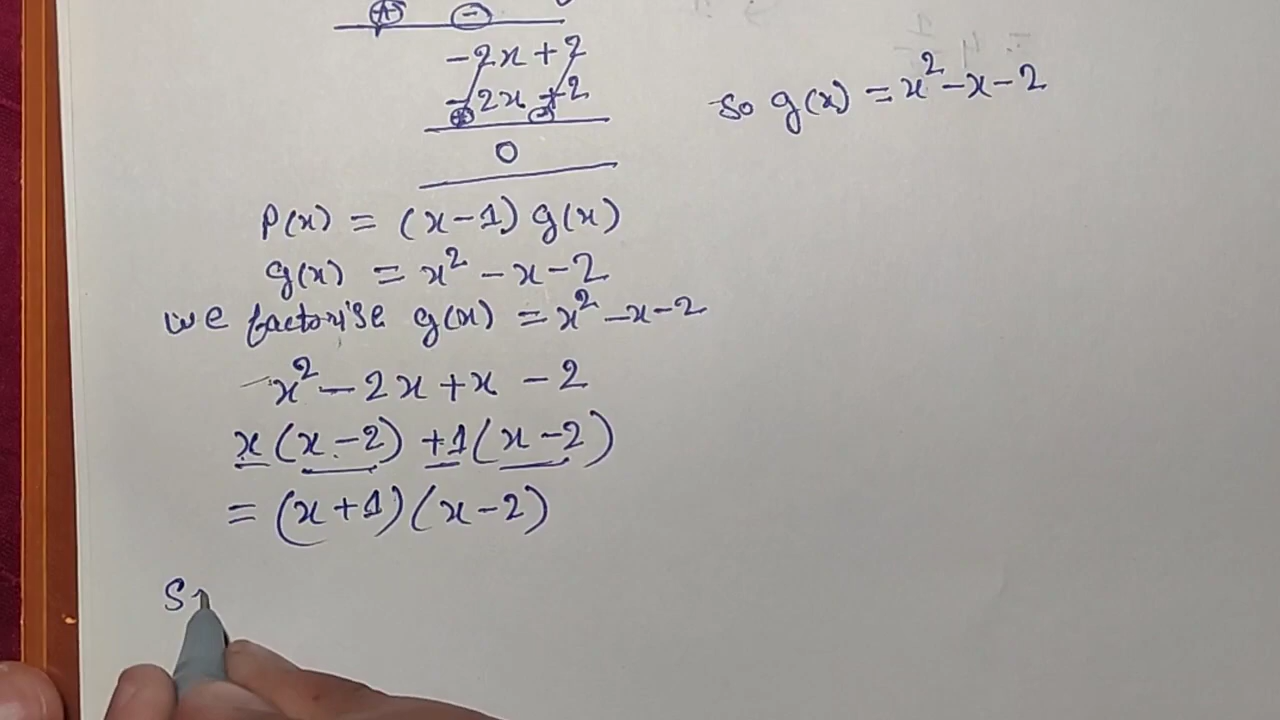 -2x + 2
-2x + 2
0
So g(x) = x² - x - 2
P(x) = (x - 1) g(x)
g(x) = x² - x - 2
we factorise g(x) = x² - x - 2
x² - 2x + x - 2
x(x - 2) + 1(x - 2)
= (x + 1)(x - 2)